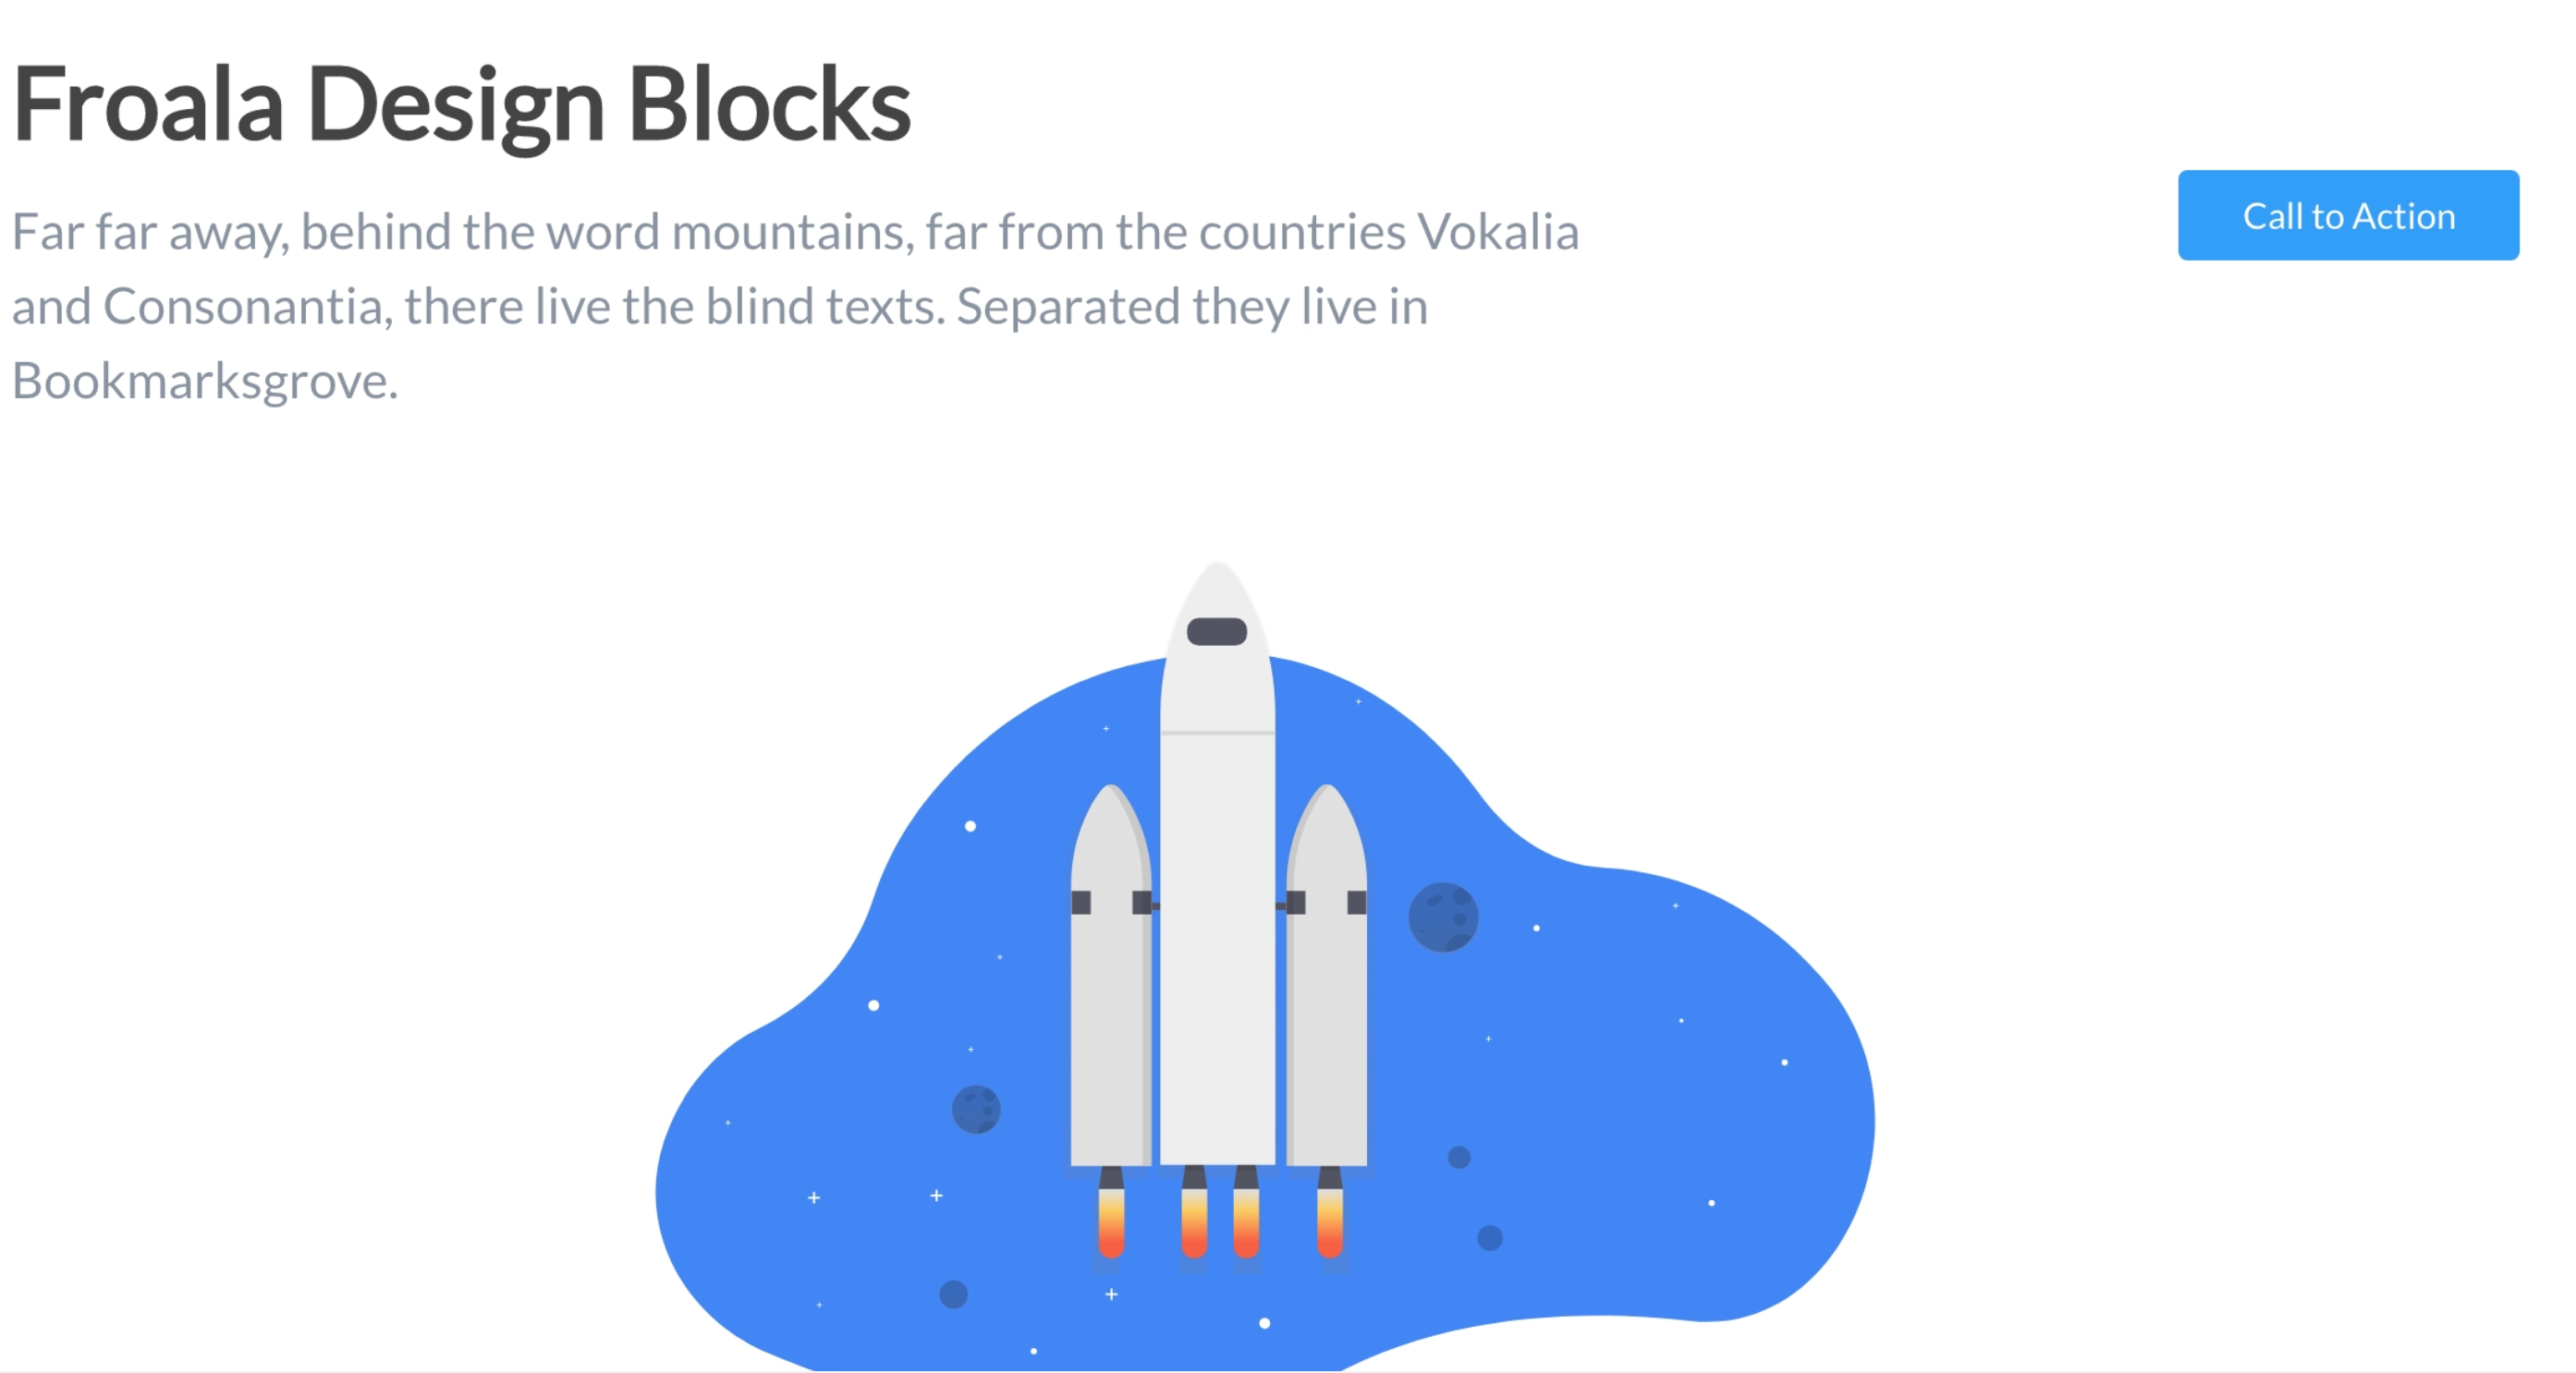 Froala Design Blocks
Far far away, behind the word mountains, far from the countries Vokalia
and Consonantia, there live the blind texts. Separated they live in
Bookmarksgrove.
Call to Action